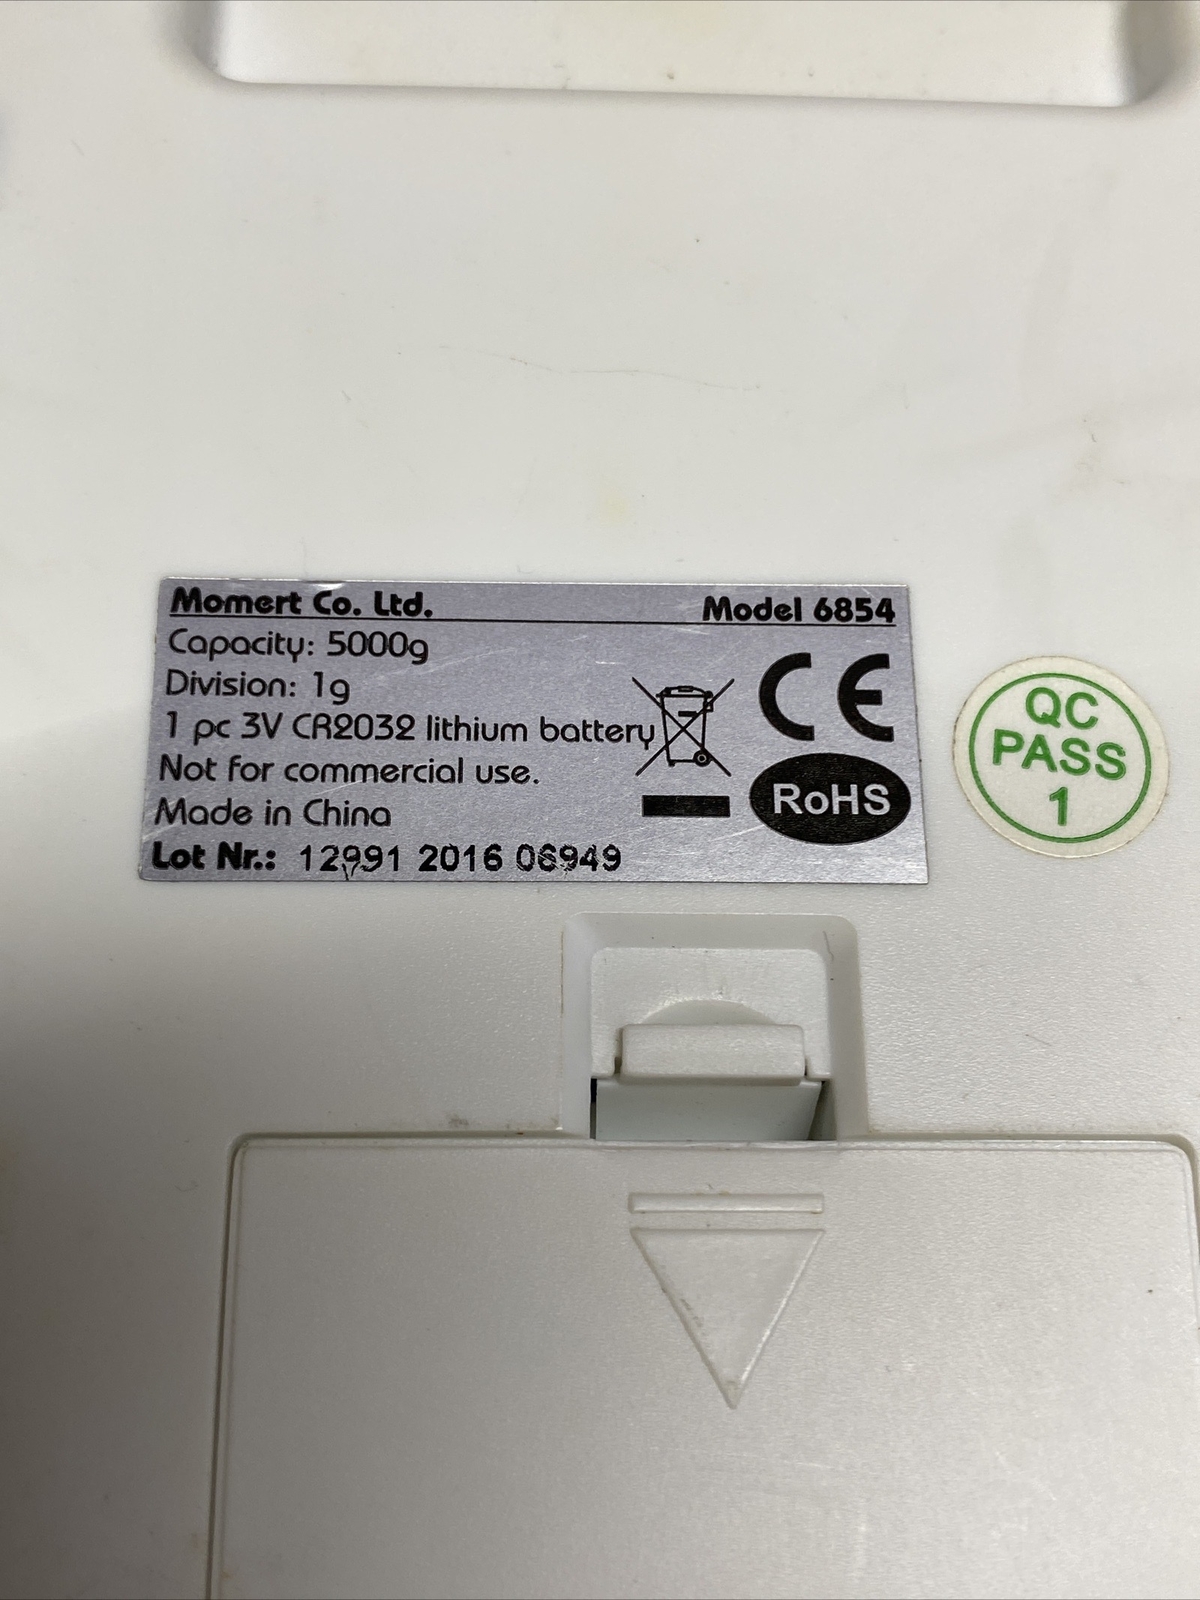 Momert Co. Ltd. Model 6854
Capacity: 5000g
Division: 1g
1 pc 3V CR2032 lithium battery
Not for commercial use.
Made in China
Lot Nr.: 12991 2016 06949
CE
RoHS
QC
PASS
1